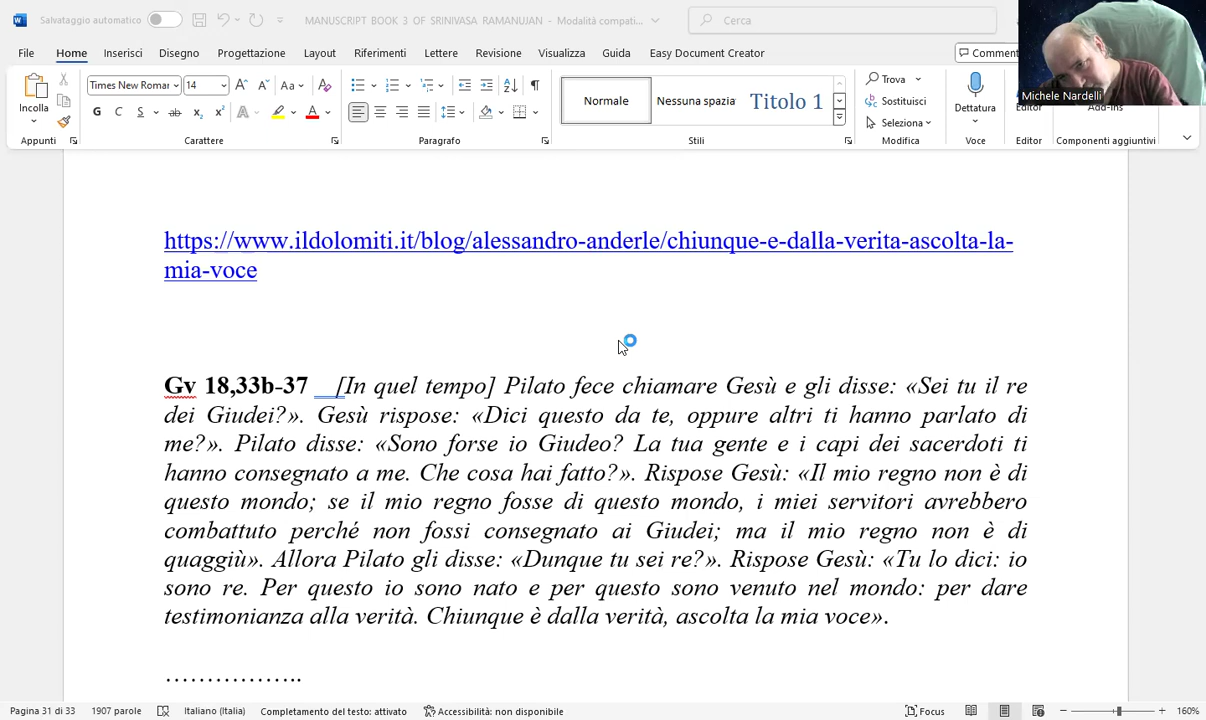 Salvataggio automatico
MANUSCRIPT BOOK 3 OF SRINIVASA RAMANUJAN - Modalità compati...
Cerca
File Home Inserisci Disegno Progettazione Layout Riferimenti Lettere Revisione Visualizza Guida Easy Document Creator
Comment
Incolla
Times New Romar 14
G C S
Normale
Nessuna spazia
Titolo 1
Trova
Sostituisci
Seleziona
Dettatura
Editor
Michele Nardelli
Appunti Carattere Paragrafo Stili Modifica Voce Editor Componenti aggiuntivi
https://www.ildolomiti.it/blog/alessandro-anderle/chiunque-e-dalla-verita-ascolta-la-
mia-voce
Gv 18,33b-37 [In quel tempo] Pilato fece chiamare Gesù e gli disse: «Sei tu il re
dei Giudei?». Gesù rispose: «Dici questo da te, oppure altri ti hanno parlato di
me?». Pilato disse: «Sono forse io Giudeo? La tua gente e i capi dei sacerdoti ti
hanno consegnato a me. Che cosa hai fatto?». Rispose Gesù: «Il mio regno non è di
questo mondo; se il mio regno fosse di questo mondo, i miei servitori avrebbero
combattuto perché non fossi consegnato ai Giudei; ma il mio regno non è di
quaggiù». Allora Pilato gli disse: «Dunque tu sei re?». Rispose Gesù: «Tu lo dici: io
sono re. Per questo io sono nato e per questo sono venuto nel mondo: per dare
testimonianza alla verità. Chiunque è dalla verità, ascolta la mia voce».
……………..
Pagina 31 di 33 1907 parole Italiano (Italia) Completamento del testo: attivato Accessibilità: non disponibile Focus 160%